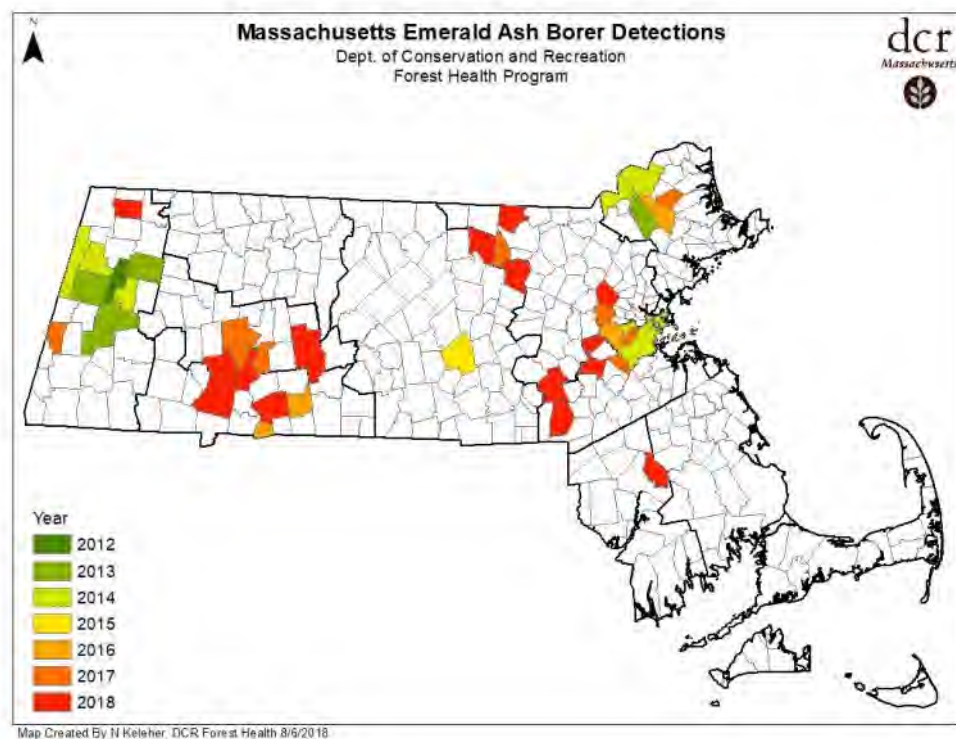 N
Massachusetts Emerald Ash Borer Detections
Dept. of Conservation and Recreation
Forest Health Program
dcr
Massachusetts
Year
2012
2013
2014
2015
2016
2017
2018
Map Created By N Keleher, DCR Forest Health 8/6/2018